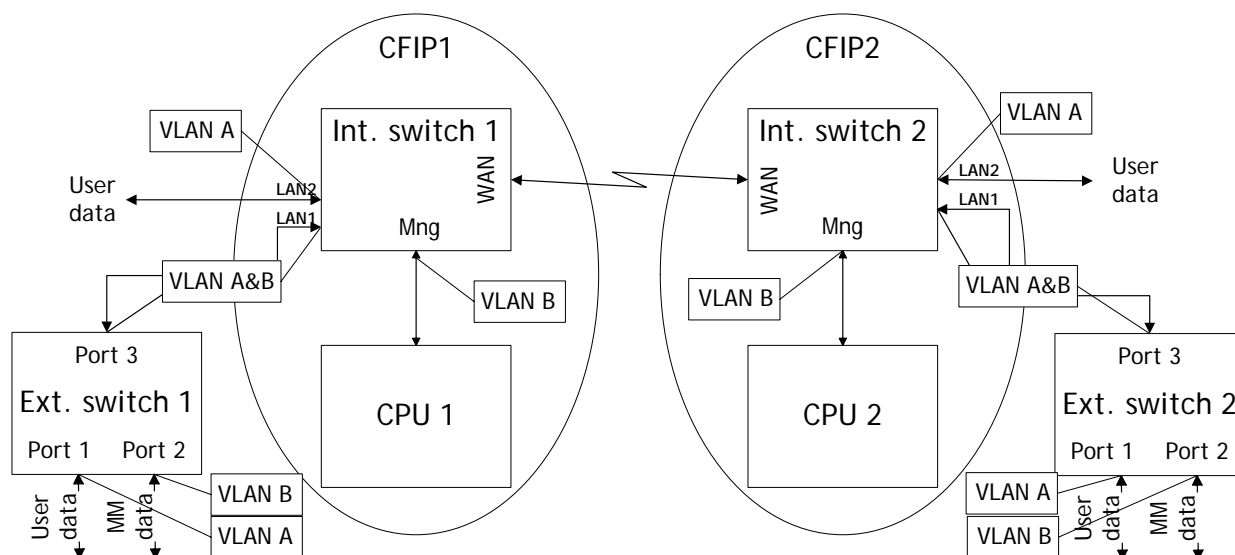 CFIP1
CFIP2
VLAN A
Int. switch 1
WAN
Mng
Int. switch 2
WAN
Mng
VLAN A
User
data
LAN2
LAN1
LAN2
LAN1
User
data
VLAN A&B
VLAN B
VLAN B
VLAN A&B
Port 3
Ext. switch 1
Port 1
Port 2
CPU 1
CPU 2
Port 3
Ext. switch 2
Port 1
Port 2
User
data
MM
data
VLAN B
VLAN A
VLAN A
VLAN B
User
data
MM
data